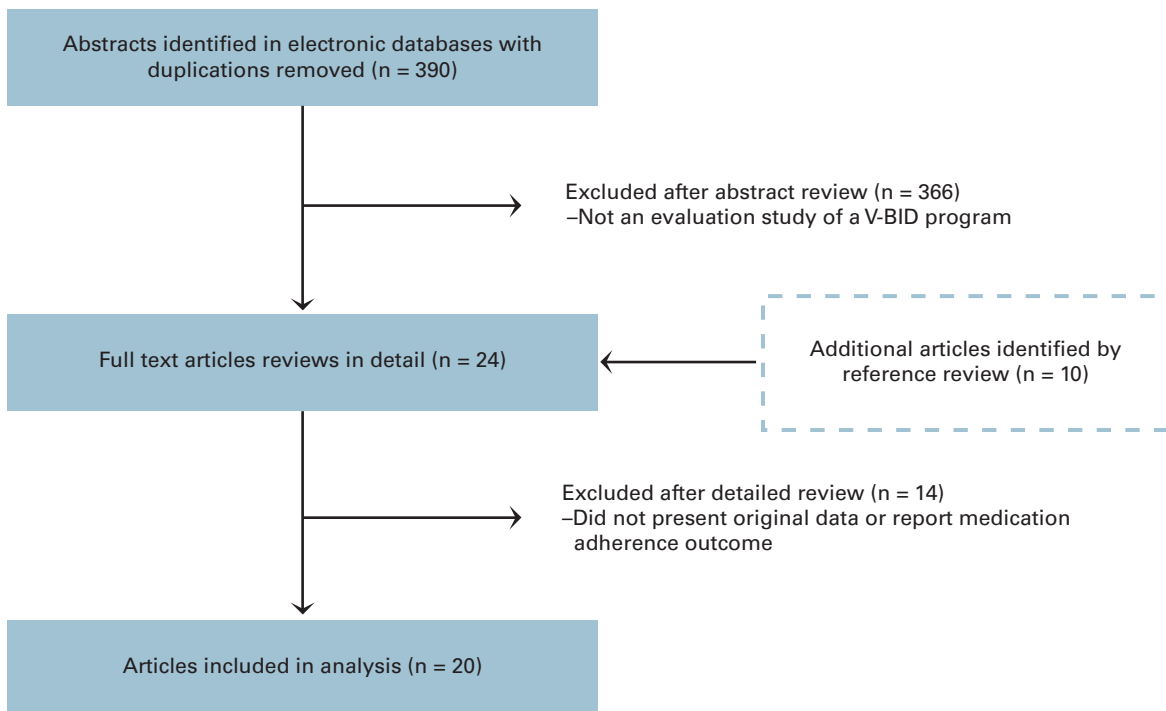 Abstracts identified in electronic databases with
duplications removed (n = 390)
Excluded after abstract review (n = 366)
–Not an evaluation study of a V-BID program
Full text articles reviews in detail (n = 24)
Additional articles identified by
reference review (n = 10)
Excluded after detailed review (n = 14)
–Did not present original data or report medication
adherence outcome
Articles included in analysis (n = 20)